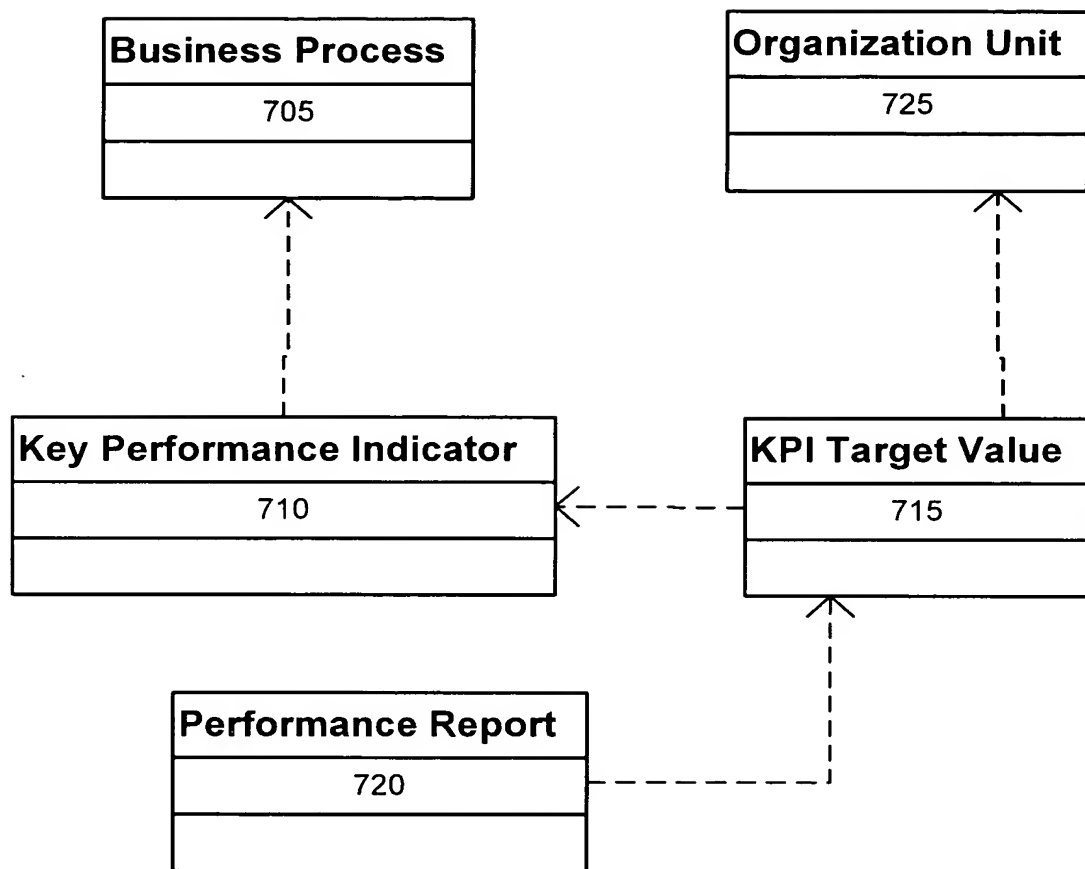 Business Process
705
Organization Unit
725
Key Performance Indicator
710
KPI Target Value
715
Performance Report
720